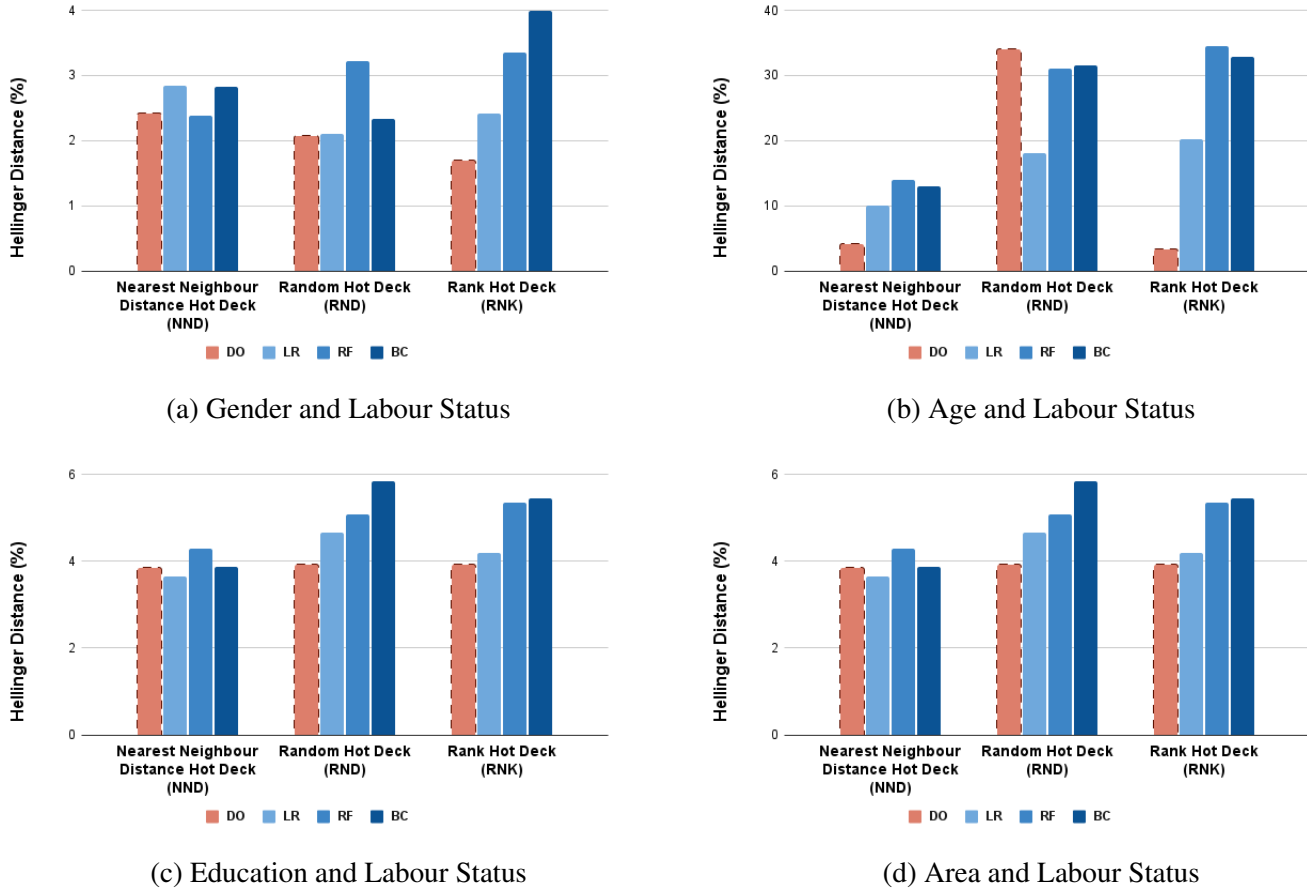 Hellinger Distance (%)
4
3
2
1
0
Nearest Neighbour
Distance Hot Deck
(NND)
Random Hot Deck
(RND)
Rank Hot Deck
(RNK)
DO LR RF BC
(a) Gender and Labour Status
Hellinger Distance (%)
40
30
20
10
0
Nearest Neighbour
Distance Hot Deck
(NND)
Random Hot Deck
(RND)
Rank Hot Deck
(RNK)
DO LR RF BC
(b) Age and Labour Status
Hellinger Distance (%)
6
4
2
0
Nearest Neighbour
Distance Hot Deck
(NND)
Random Hot Deck
(RND)
Rank Hot Deck
(RNK)
DO LR RF BC
(c) Education and Labour Status
Hellinger Distance (%)
6
4
2
0
Nearest Neighbour
Distance Hot Deck
(NND)
Random Hot Deck
(RND)
Rank Hot Deck
(RNK)
DO LR RF BC
(d) Area and Labour Status